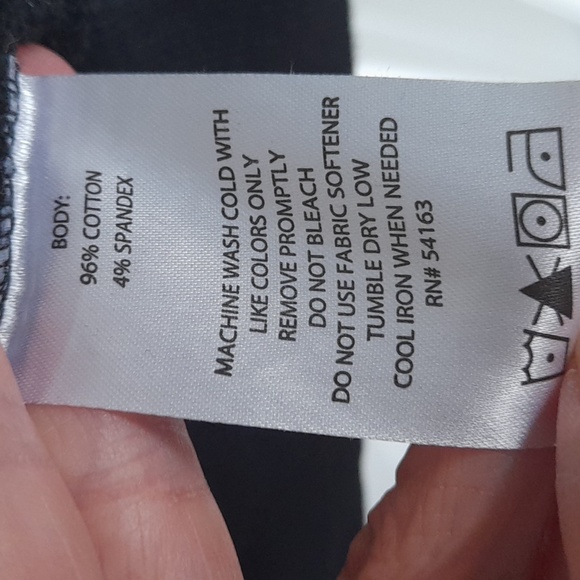 BODY:
96% COTTON
4% SPANDEX
MACHINE WASH COLD WITH
LIKE COLORS ONLY
REMOVE PROMPTLY
DO NOT BLEACH
DO NOT USE FABRIC SOFTENER
TUMBLE DRY LOW
COOL IRON WHEN NEEDED
RN# 54163